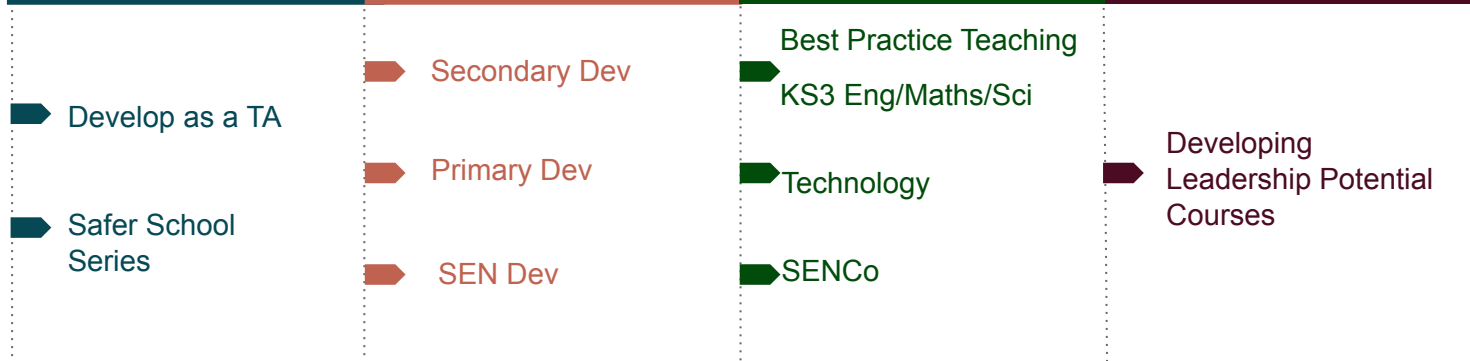 Develop as a TA
Safer School
Series
Secondary Dev
Primary Dev
SEN Dev
Best Practice Teaching
KS3 Eng/Maths/Sci
Technology
SENCo
Developing
Leadership Potential
Courses